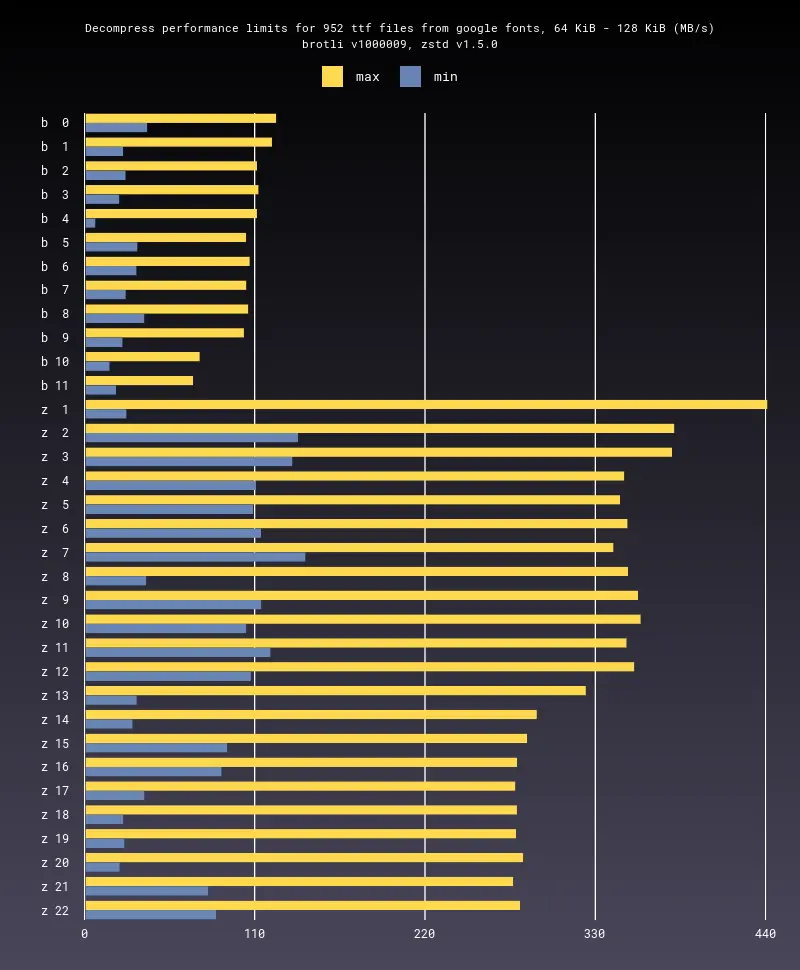 Decompress performance limits for 952 ttf files from google fonts, 64 KiB - 128 KiB (MB/s)
brotli v1000009, zstd v1.5.0
max min
b 0
b 1
b 2
b 3
b 4
b 5
b 6
b 7
b 8
b 9
b 10
b 11
z 1
z 2
z 3
z 4
z 5
z 6
z 7
z 8
z 9
z 10
z 11
z 12
z 13
z 14
z 15
z 16
z 17
z 18
z 19
z 20
z 21
z 22
0 110 220 330 440